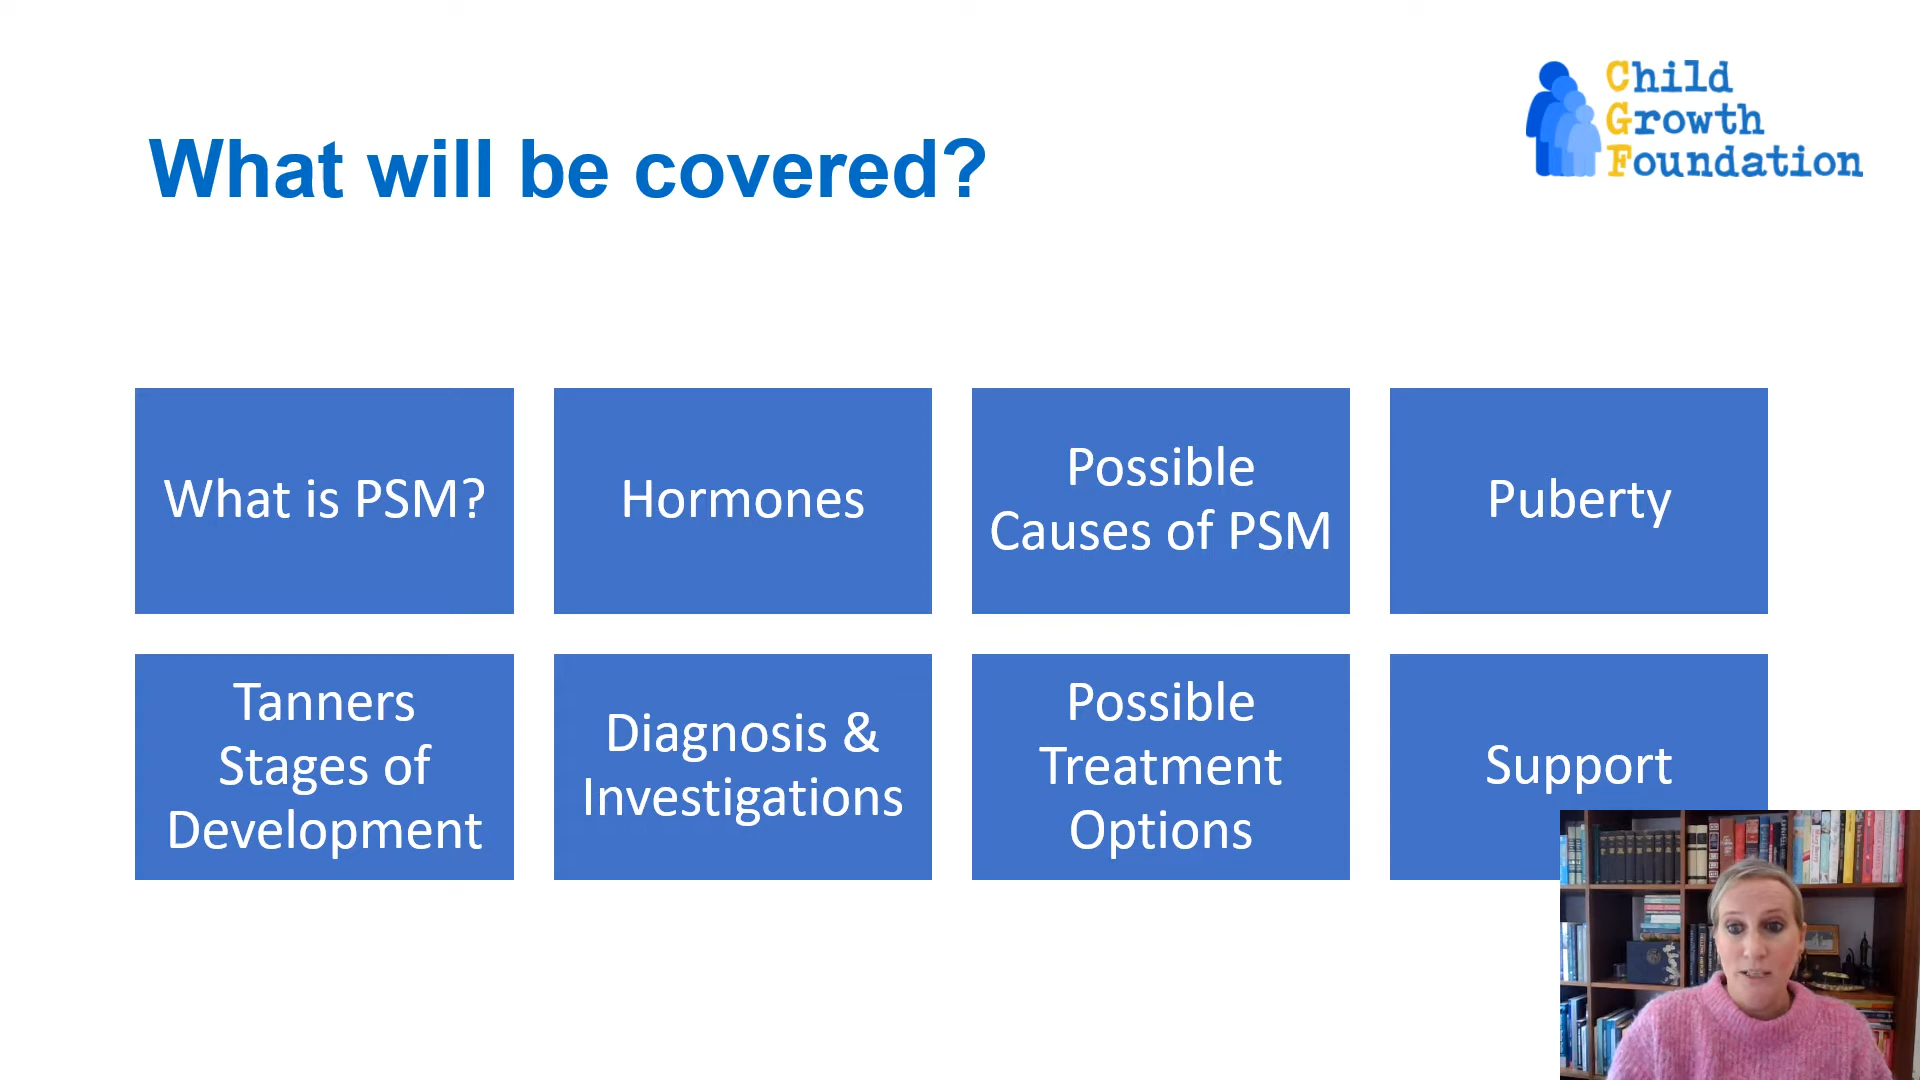 Child
Growth
Foundation
What will be covered?
What is PSM?
Hormones
Possible
Causes of PSM
Puberty
Tanners
Stages of
Development
Diagnosis &
Investigations
Possible
Treatment
Options
Support